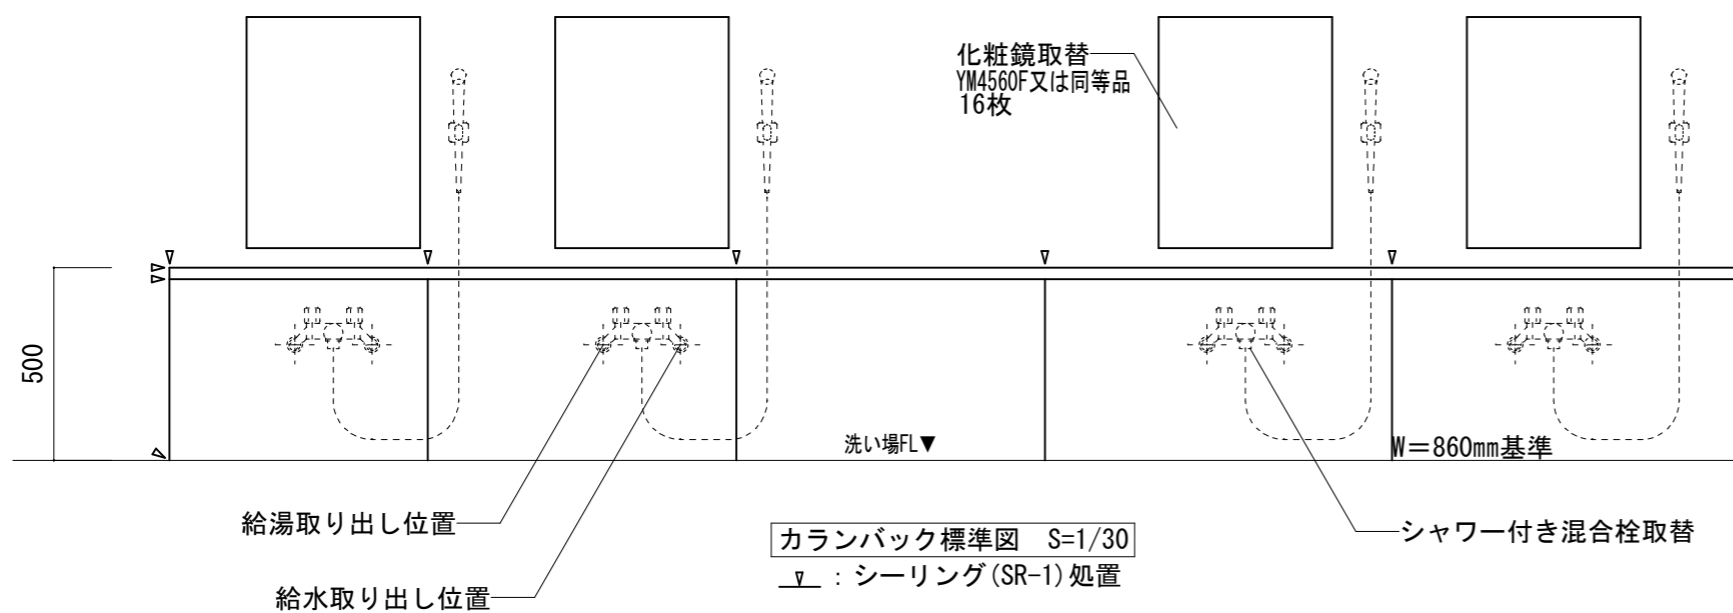 化粧鏡取替
YM4560F又は同等品
16枚
500
洗い場FL▼
W＝860mm基準
給湯取り出し位置
給水取り出し位置
シャワー付き混合栓取替
カランバック標準図　S=1/30
：シーリング(SR-1)処置